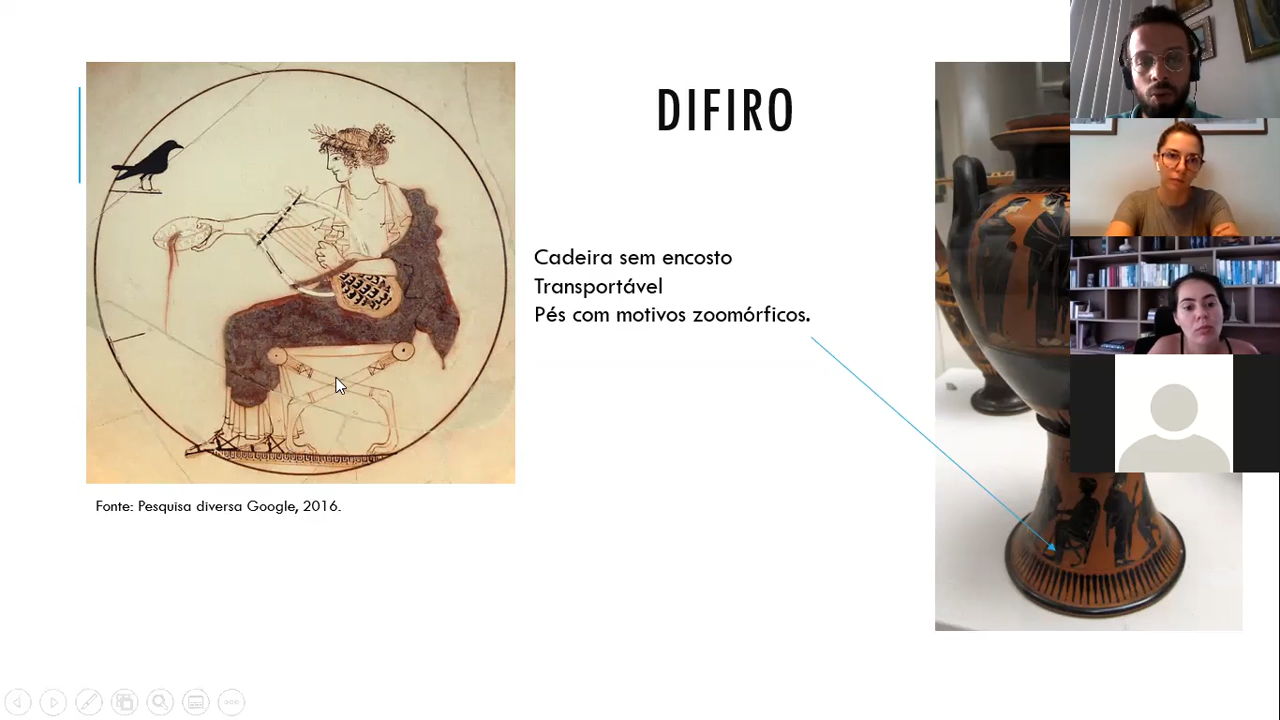 DIFIRO
Cadeira sem encosto
Transportável
Pés com motivos zoomórficos.
Fonte: Pesquisa diversa Google, 2016.